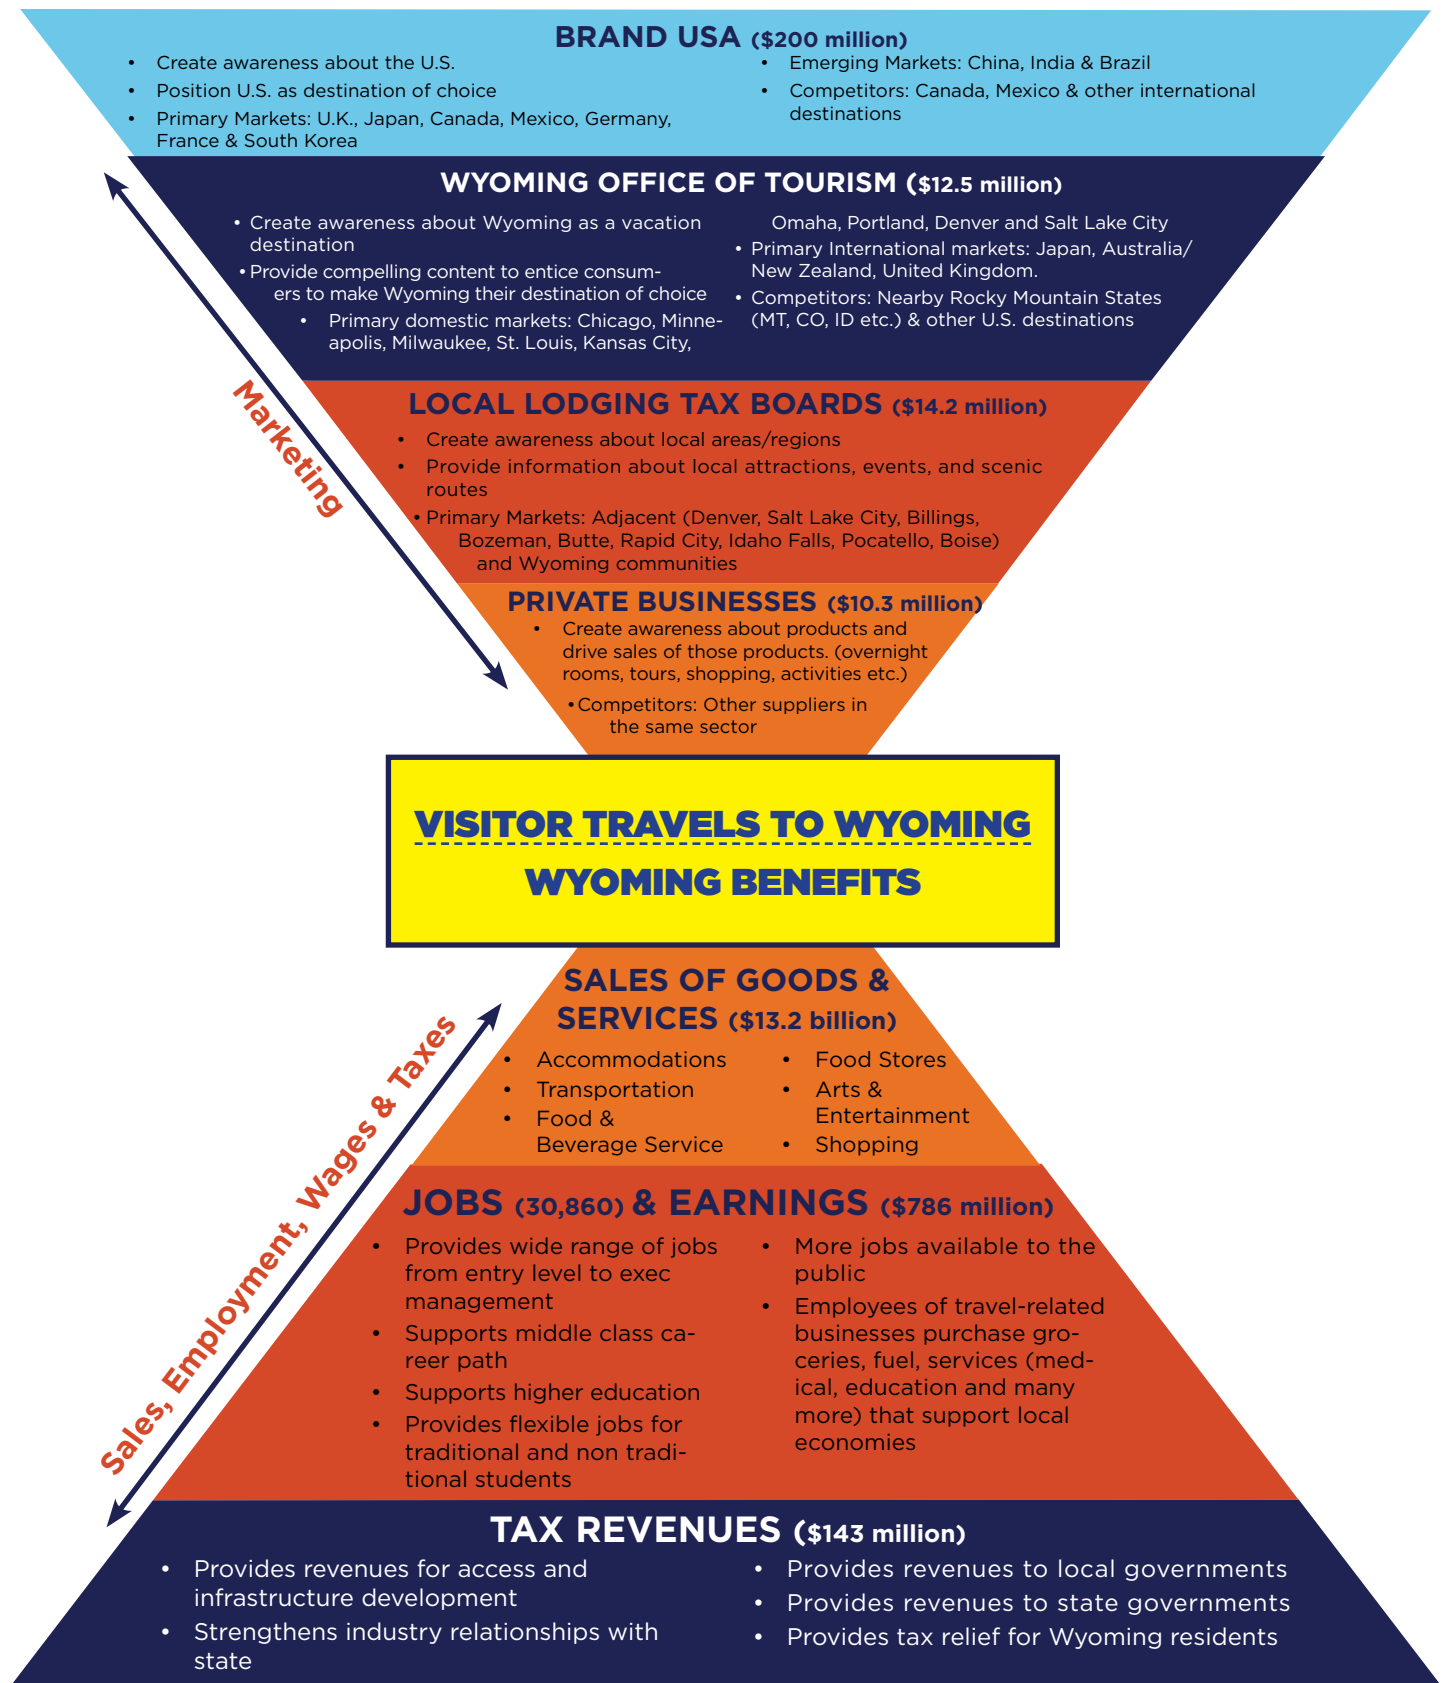 BRAND USA ($200 million)
• Create awareness about the U.S.
• Position U.S. as destination of choice
• Primary Markets: U.K., Japan, Canada, Mexico, Germany,
France & South Korea
• Emerging Markets: China, India & Brazil
• Competitors: Canada, Mexico & other international
destinations
WYOMING OFFICE OF TOURISM ($12.5 million)
• Create awareness about Wyoming as a vacation
destination
• Provide compelling content to entice consum-
ers to make Wyoming their destination of choice
• Primary domestic markets: Chicago, Minne-
apolis, Milwaukee, St. Louis, Kansas City,
Omaha, Portland, Denver and Salt Lake City
• Primary International markets: Japan, Australia/
New Zealand, United Kingdom.
• Competitors: Nearby Rocky Mountain States
(MT, CO, ID etc.) & other U.S. destinations
Marketing
LOCAL LODGING TAX BOARDS ($14.2 million)
• Create awareness about local areas/regions
• Provide information about local attractions, events, and scenic
routes
• Primary Markets: Adjacent (Denver, Salt Lake City, Billings,
Bozeman, Butte, Rapid City, Idaho Falls, Pocatello, Boise)
and Wyoming communities
PRIVATE BUSINESSES ($10.3 million)
• Create awareness about products and
drive sales of those products. (overnight
rooms, tours, shopping, activities etc.)
• Competitors: Other suppliers in
the same sector
VISITOR TRAVELS TO WYOMING
WYOMING BENEFITS
SALES OF GOODS &
SERVICES ($13.2 billion)
• Accommodations
• Transportation
• Food &
Beverage Service
• Food Stores
• Arts &
Entertainment
• Shopping
Sales, Employment, Wages & Taxes
JOBS (30,860) & EARNINGS ($786 million)
• Provides wide range of jobs
from entry level to exec
management
• Supports middle class ca-
reer path
• Supports higher education
• Provides flexible jobs for
traditional and non tradi-
tional students
• More jobs available to the
public
• Employees of travel-related
businesses purchase gro-
ceries, fuel, services (med-
ical, education and many
more) that support local
economies
TAX REVENUES ($143 million)
• Provides revenues for access and
infrastructure development
• Strengthens industry relationships with
state
• Provides revenues to local governments
• Provides revenues to state governments
• Provides tax relief for Wyoming residents